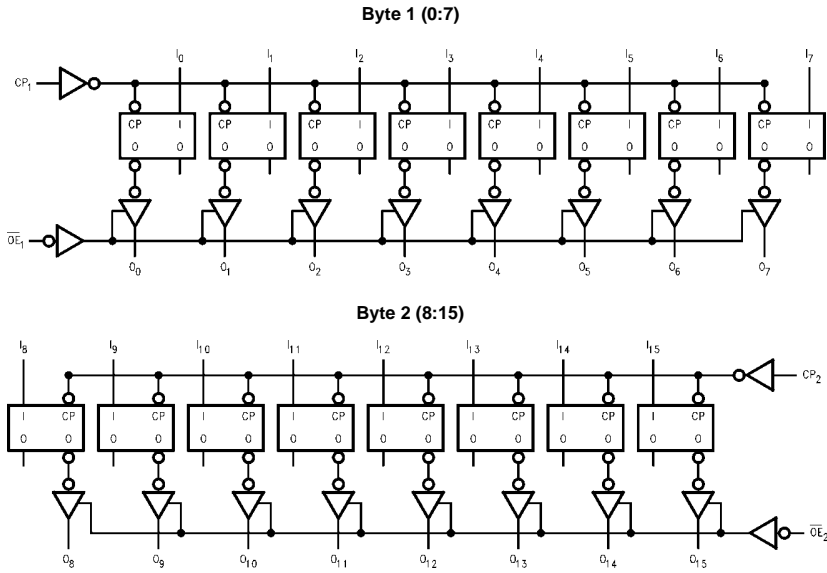 Byte 1 (0:7)
I0 I1 I2 I3 I4 I5 I6 I7
CP1
CP I CP I CP I CP I CP I CP I CP I CP I
O O O O O O O O O O O O O O O O
OE1
O0 O1 O2 O3 O4 O5 O6 O7
Byte 2 (8:15)
I8 I9 I10 I11 I12 I13 I14 I15
CP2
I CP I CP I CP I CP I CP I CP I CP I CP
O O O O O O O O O O O O O O O O
OE2
O8 O9 O10 O11 O12 O13 O14 O15